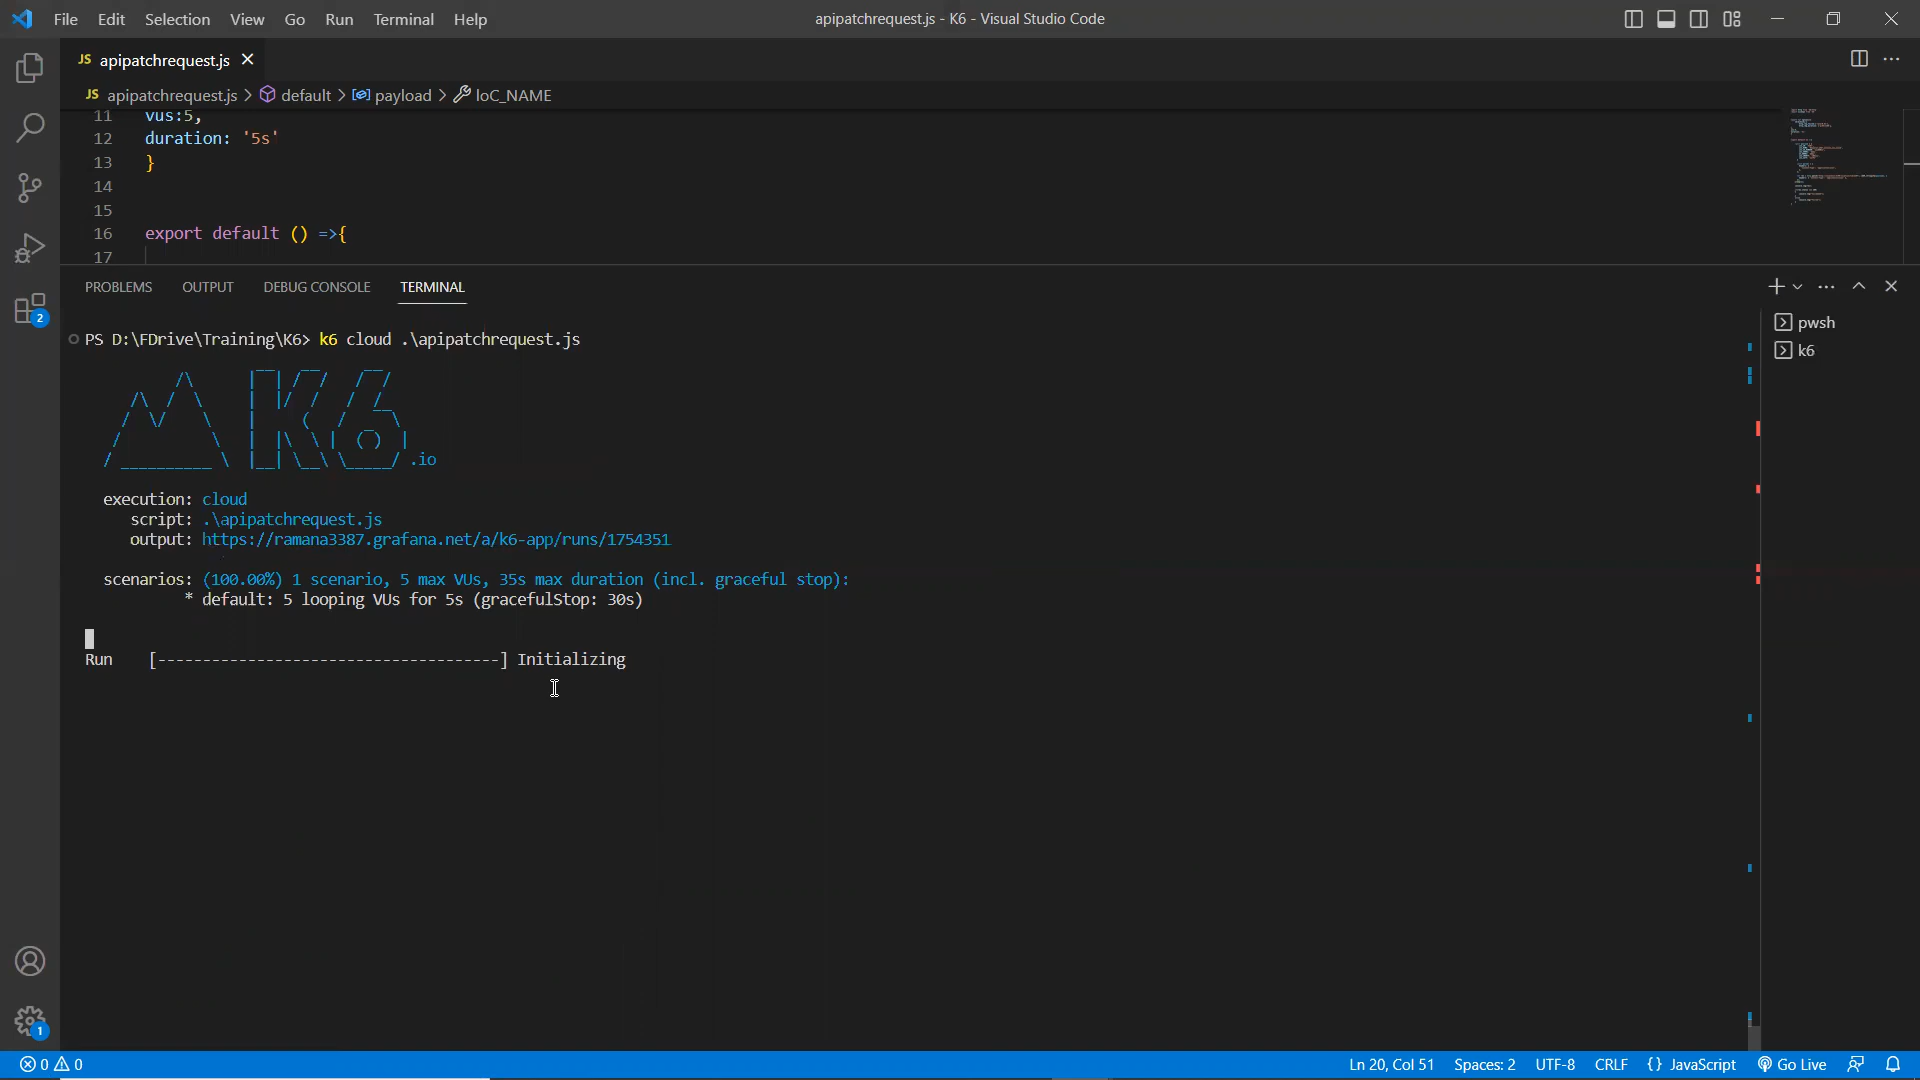 File Edit Selection View Go Run Terminal Help
apipatchrequest.js - K6 - Visual Studio Code
JS apipatchrequest.js
JS apipatchrequest.js > default > payload > loC_NAME
11 vus:5,
12 duration: '5s'
13 }
14
15
16 export default () =>{
17
PROBLEMS OUTPUT DEBUG CONSOLE TERMINAL
PS D:\FDrive\Training\K6> k6 cloud .\apipatchrequest.js
pwsh
k6
.io
execution: cloud
script: .\apipatchrequest.js
output: https://ramana3387.grafana.net/a/k6-app/runs/1754351
scenarios: (100.00%) 1 scenario, 5 max VUs, 35s max duration (incl. graceful stop):
* default: 5 looping VUs for 5s (gracefulStop: 30s)
Run [--------------------------------------] Initializing
2
1
0 0
Ln 20, Col 51 Spaces: 2 UTF-8 CRLF {} JavaScript Go Live